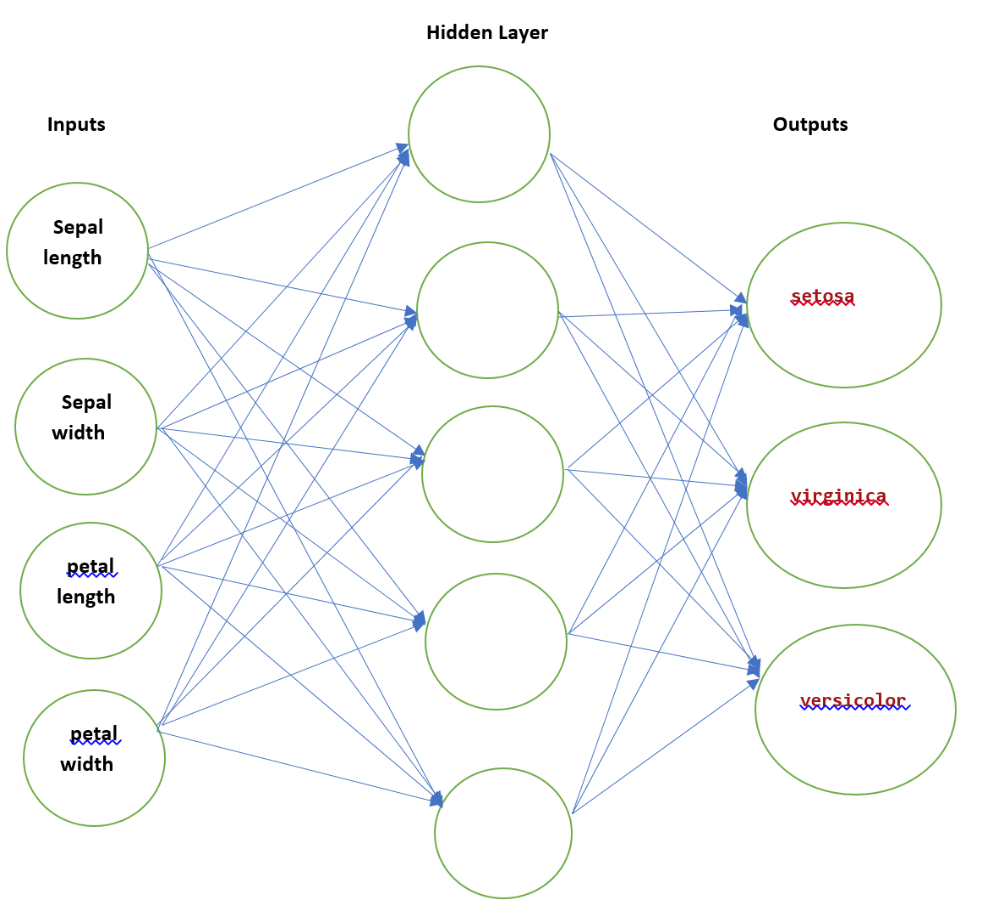 Hidden Layer
Inputs
Outputs
Sepal
length
setosa
Sepal
width
virginica
petal
length
versicolor
petal
width